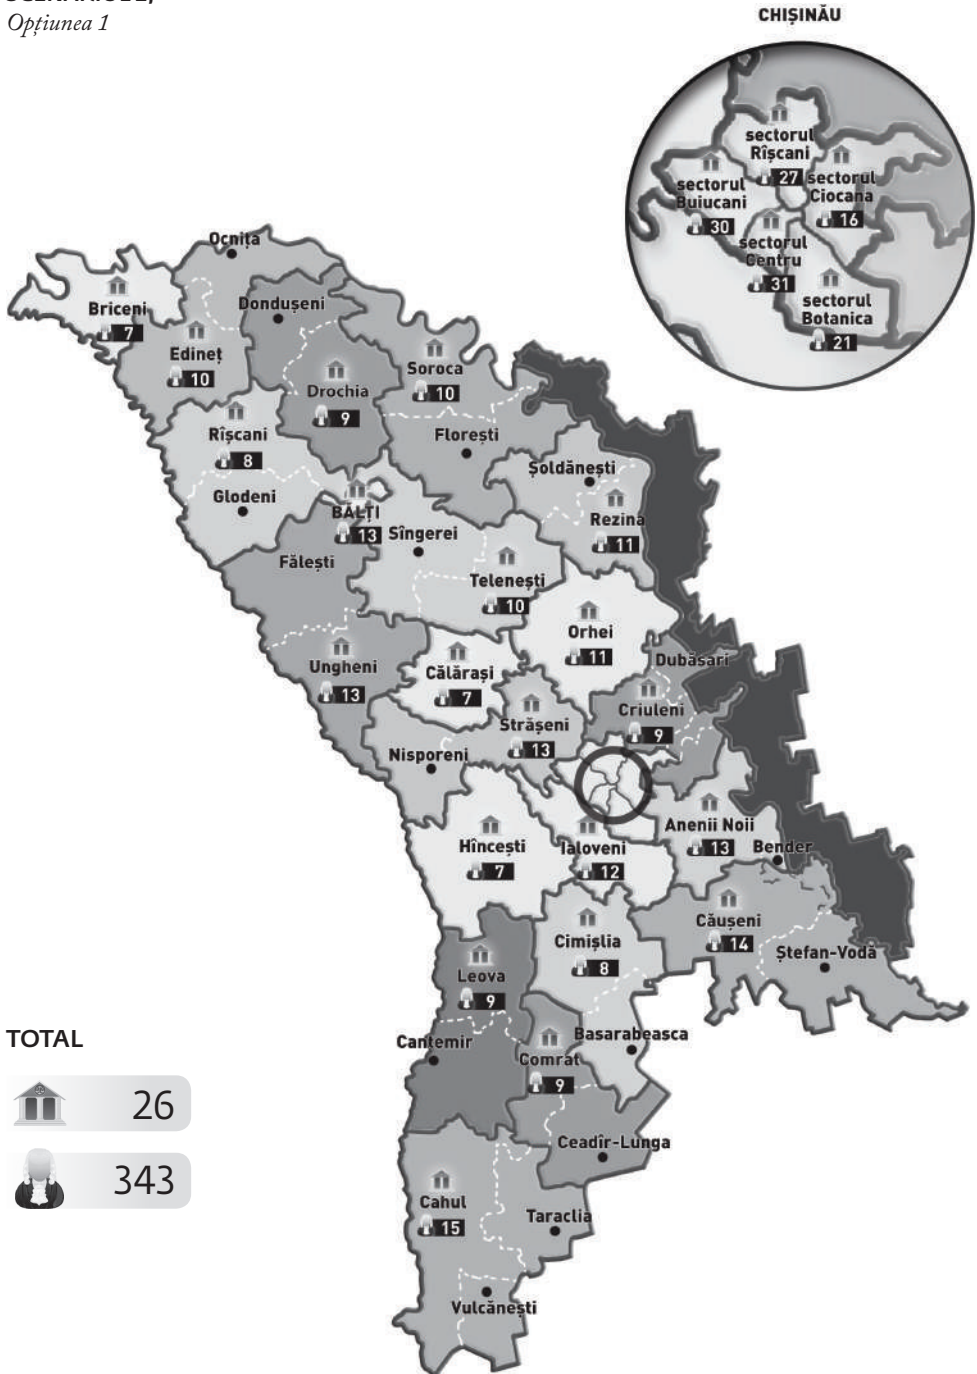 Opțiunea 1
CHIȘINĂU
sectorul
Rîșcani
27
sectorul
Ciocana
16
sectorul
Buiucani
30
sectorul
Centru
31
sectorul
Botanica
21
Ocnița
Briceni
7
Dondușeni
Edineț
10
Soroca
10
Drochia
9
Rîșcani
8
Florești
Șoldănești
Glodeni
BĂLȚI
13
Sîngerei
Rezina
11
Fălești
Telenești
10
Orhei
11
Dubăsari
Ungheni
13
Călărași
7
Criuleni
9
Strășeni
13
Nisporeni
Anenii Noii
13
Hîncești
7
Ialoveni
12
Bender
Căușeni
14
Cimișlia
8
Ștefan-Vodă
Leova
9
Basarabeasca
Cantemir
Comrat
9
TOTAL
26
343
Ceadîr-Lunga
Cahul
15
Taraclia
Vulcănești